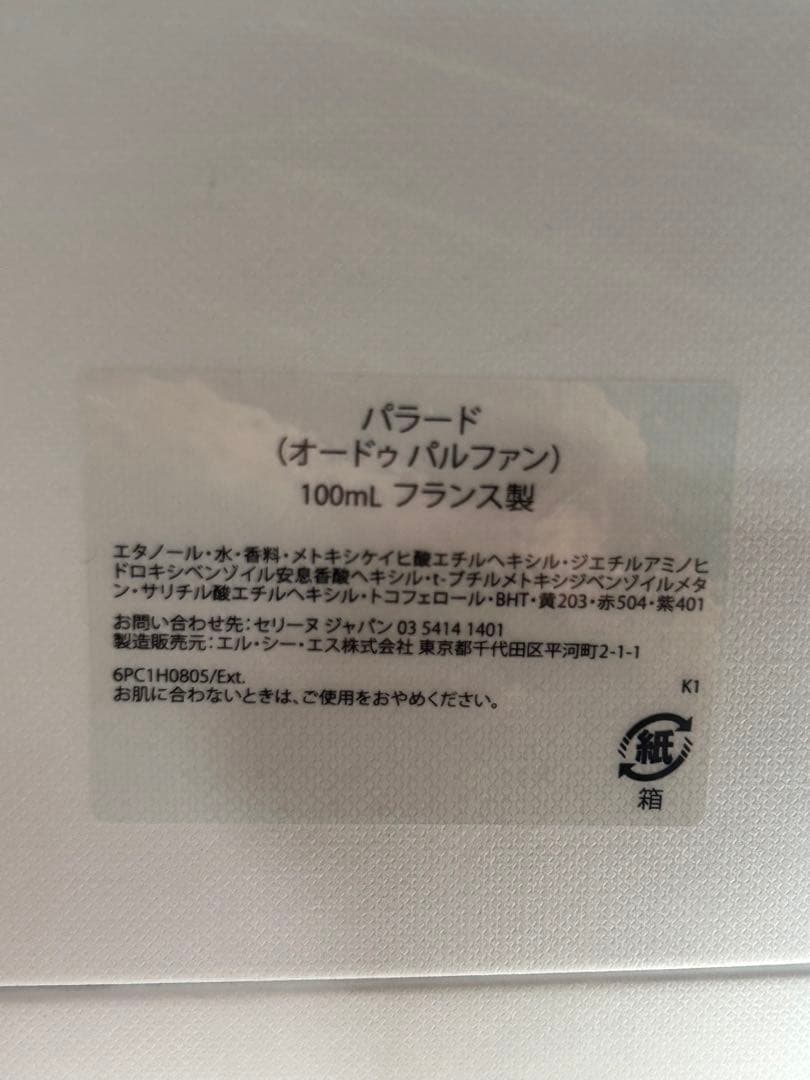 パラード
(オードゥ パルファン)
100mL フランス製
エタノール・水・香料・メトキシケイヒ酸エチルヘキシル・ジエチルアミノヒ
ドロキシベンゾイル安息香酸ヘキシル・t-ブチルメトキシジベンゾイルメタ
ン・サリチル酸エチルヘキシル・トコフェロール・BHT・黄203・赤504・紫401
お問い合わせ先：セリーヌ ジャパン 03 5414 1401
製造販売元：エル・シー・エス株式会社 東京都千代田区平河町2-1-1
6PC1H0805/Ext.
K1
お肌に合わないときは、ご使用をおやめください。
紙
箱